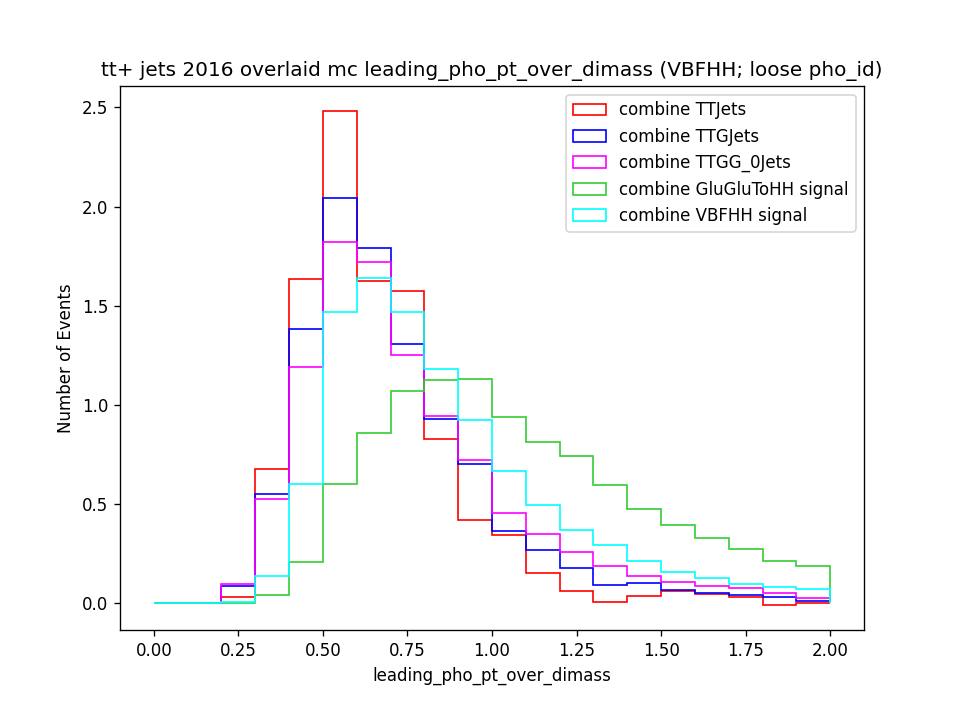 tt+ jets 2016 overlaid mc leading_pho_pt_over_dimass (VBFHH; loose pho_id)
combine TTJets
combine TTGJets
combine TTGG_0Jets
combine GluGluToHH signal
combine VBFHH signal
Number of Events
2.5
2.0
1.5
1.0
0.5
0.0
0.00 0.25 0.50 0.75 1.00 1.25 1.50 1.75 2.00
leading_pho_pt_over_dimass